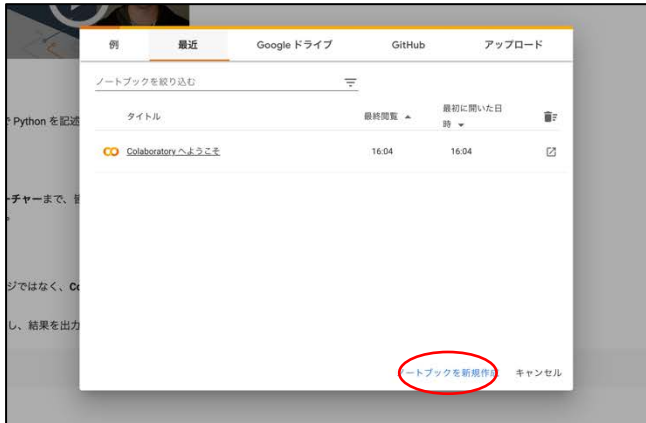 例 最近 Google ドライブ GitHub アップロード
ノートブックを絞り込む
タイトル 最終閲覧 最初に開いた日時
Colaboratory へようこそ 16:04 16:04
Python を記述
チャーまで、
ジではなく、
し、結果を出力
ノートブックを新規作成 キャンセル